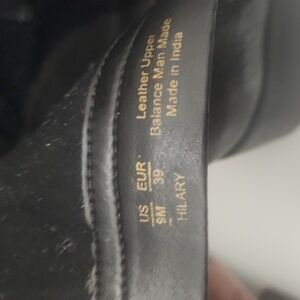 Leather Upper
Balance Man Made
Made in India
US EUR
9M 39
HILARY